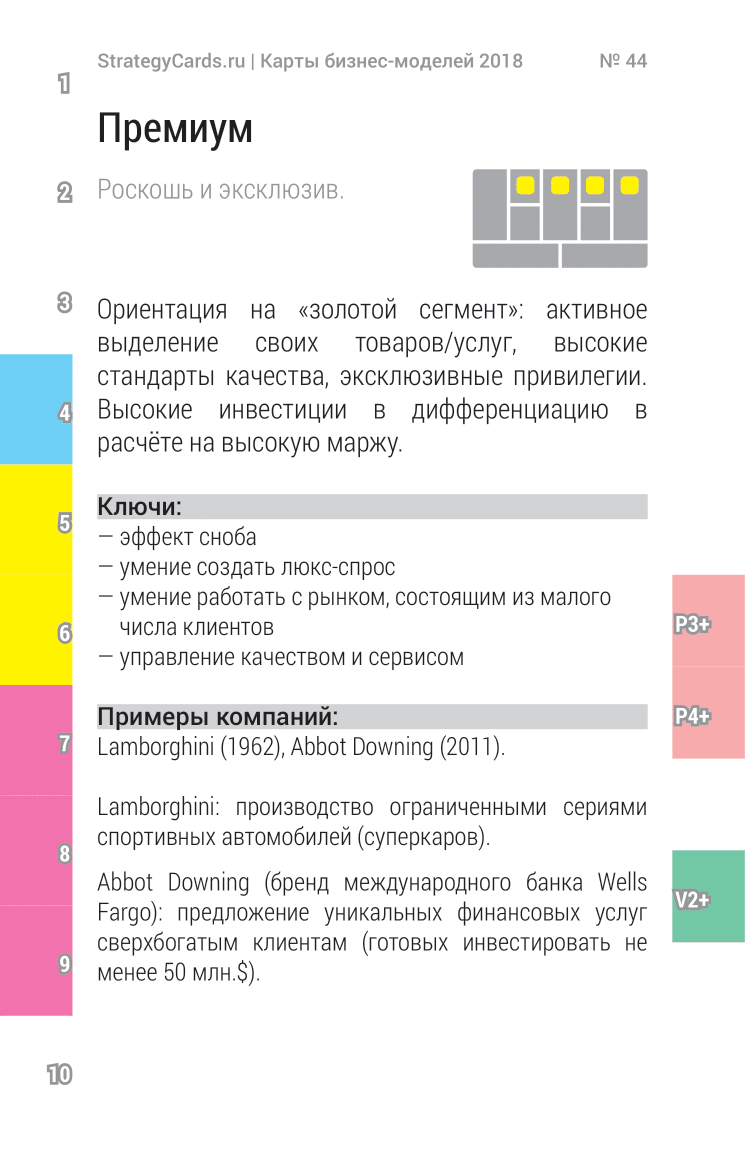 StrategyCards.ru | Карты бизнес-моделей 2018 № 44
1
Премиум
2
Роскошь и эксклюзив.
3
Ориентация на «золотой сегмент»: активное
выделение своих товаров/услуг, высокие
стандарты качества, эксклюзивные привилегии.
4
Высокие инвестиции в дифференциацию в
расчёте на высокую маржу.
Ключи:
5
— эффект сноба
— умение создать люкс-спрос
— умение работать с рынком, состоящим из малого
P3+
числа клиентов
6
— управление качеством и сервисом
Примеры компаний:
P4+
7
Lamborghini (1962), Abbot Downing (2011).
Lamborghini: производство ограниченными сериями
спортивных автомобилей (суперкаров).
8
Abbot Downing (бренд международного банка Wells
V2+
Fargo): предложение уникальных финансовых услуг
сверхбогатым клиентам (готовых инвестировать не
9
менее 50 млн.$).
10